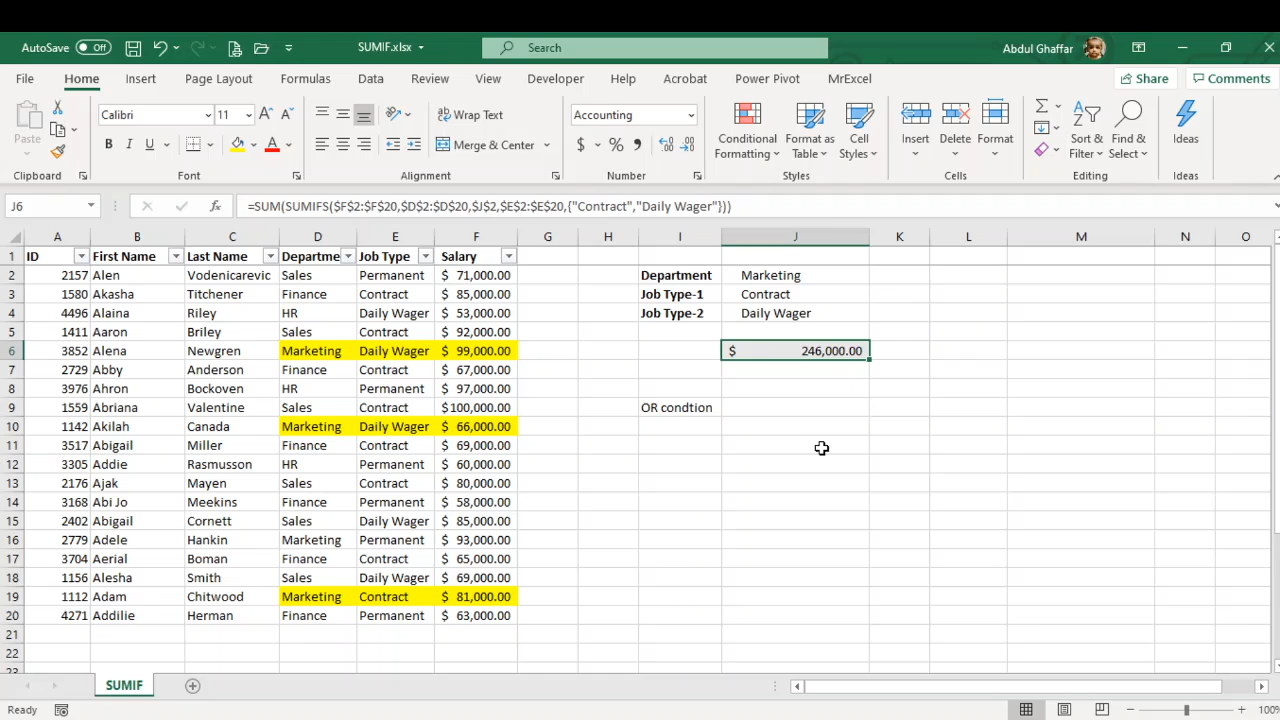 AutoSave Off SUMIF.xlsx Search Abdul Ghaffar
File Home Insert Page Layout Formulas Data Review View Developer Help Acrobat Power Pivot MrExcel Share Comments
Paste Calibri 11 A A Wrap Text Accounting Conditional Formatting Format as Table Cell Styles Insert Delete Format Sort & Filter Find & Select Ideas
B I U A Merge & Center $ % 
Clipboard Font Alignment Number Styles Cells Editing Ideas
J6 fx =SUM(SUMIFS($F$2:$F$20,$D$2:$D$20,$J$2,$E$2:$E$20,{"Contract","Daily Wager"}))
A B C D E F G H I J K L M N O
1 ID First Name Last Name Departme Job Type Salary
2 2157 Alen Vodenicarevic Sales Permanent $ 71,000.00 Department Marketing
3 1580 Akasha Titchener Finance Contract $ 85,000.00 Job Type-1 Contract
4 4496 Alaina Riley HR Daily Wager $ 53,000.00 Job Type-2 Daily Wager
5 1411 Aaron Briley Sales Contract $ 92,000.00
6 3852 Alena Newgren Marketing Daily Wager $ 99,000.00 $ 246,000.00
7 2729 Abby Anderson Finance Contract $ 67,000.00
8 3976 Ahron Bockoven HR Permanent $ 97,000.00
9 1559 Abriana Valentine Sales Contract $100,000.00 OR condtion
10 1142 Akilah Canada Marketing Daily Wager $ 66,000.00
11 3517 Abigail Miller Finance Contract $ 69,000.00
12 3305 Addie Rasmusson HR Permanent $ 60,000.00
13 2176 Ajak Mayen Sales Contract $ 80,000.00
14 3168 Abi Jo Meekins Finance Permanent $ 58,000.00
15 2402 Abigail Cornett Sales Daily Wager $ 85,000.00
16 2779 Adele Hankin Marketing Permanent $ 93,000.00
17 3704 Aerial Boman Finance Contract $ 65,000.00
18 1156 Alesha Smith Sales Daily Wager $ 69,000.00
19 1112 Adam Chitwood Marketing Contract $ 81,000.00
20 4271 Addilie Herman Finance Permanent $ 63,000.00
21
22
23
SUMIF
Ready 100%